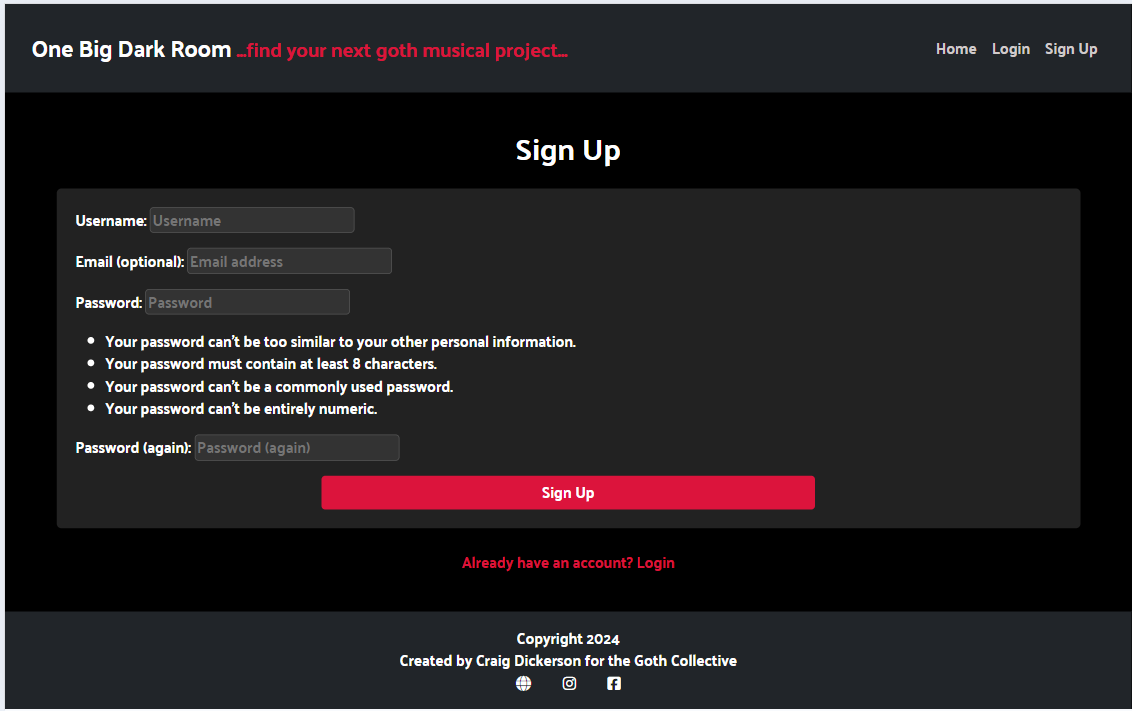 One Big Dark Room ...find your next goth musical project...
Home Login Sign Up
Sign Up
Username: Username
Email (optional): Email address
Password: Password
Your password can't be too similar to your other personal information.
Your password must contain at least 8 characters.
Your password can't be a commonly used password.
Your password can't be entirely numeric.
Password (again): Password (again)
Sign Up
Already have an account? Login
Copyright 2024
Created by Craig Dickerson for the Goth Collective